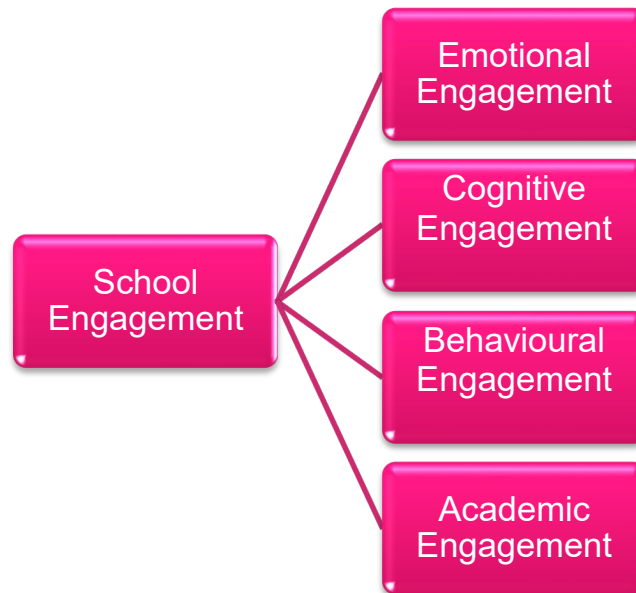 School
Engagement
Emotional
Engagement
Cognitive
Engagement
Behavioural
Engagement
Academic
Engagement